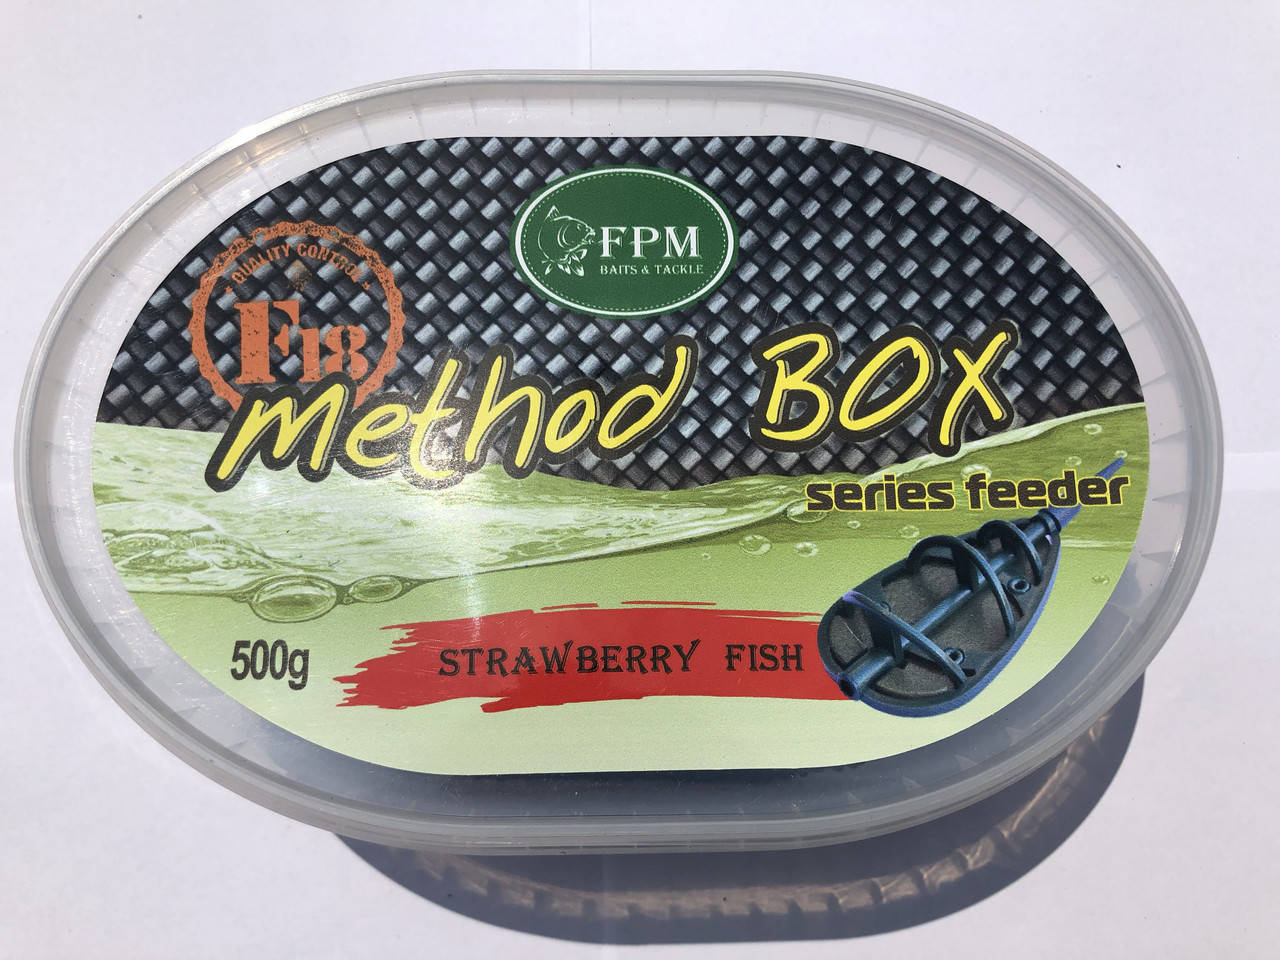 FPM
BAITS & TACKLE
QUALITY CONTROL
F18
Method BOX
series feeder
500g
STRAWBERRY FISH